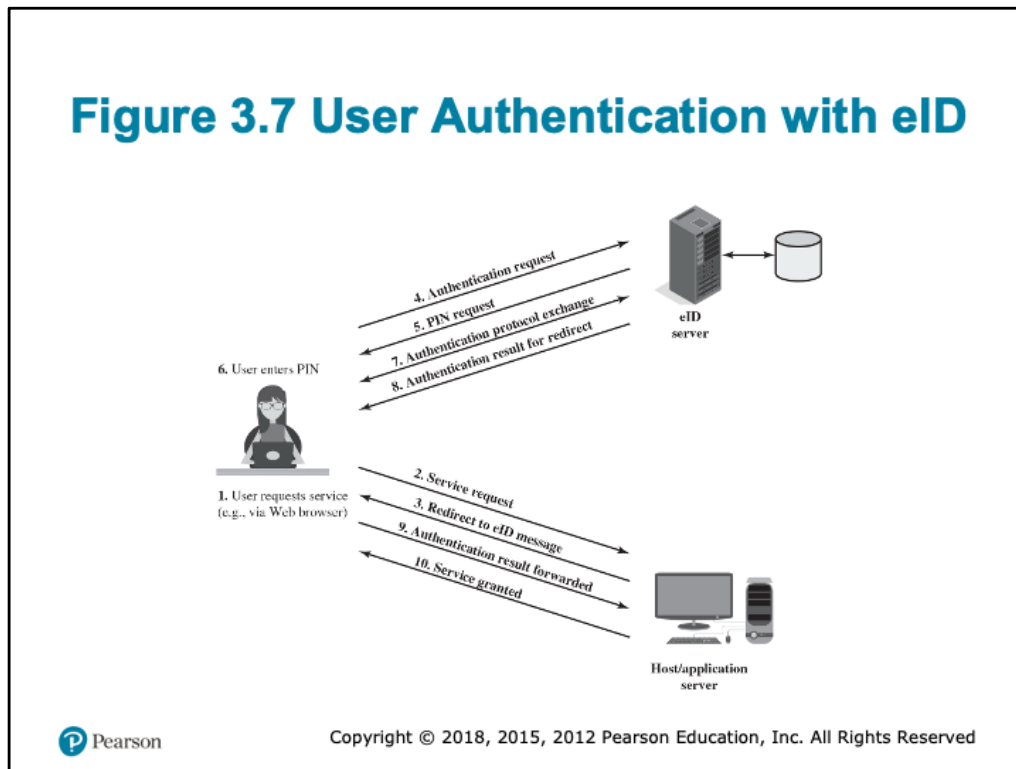 Figure 3.7 User Authentication with eID
4. Authentication request
5. PIN request
7. Authentication protocol exchange
8. Authentication result for redirect
eID
server
6. User enters PIN
1. User requests service
(e.g., via Web browser)
2. Service request
3. Redirect to eID message
9. Authentication result forwarded
10. Service granted
Host/application
server
P Pearson
Copyright © 2018, 2015, 2012 Pearson Education, Inc. All Rights Reserved